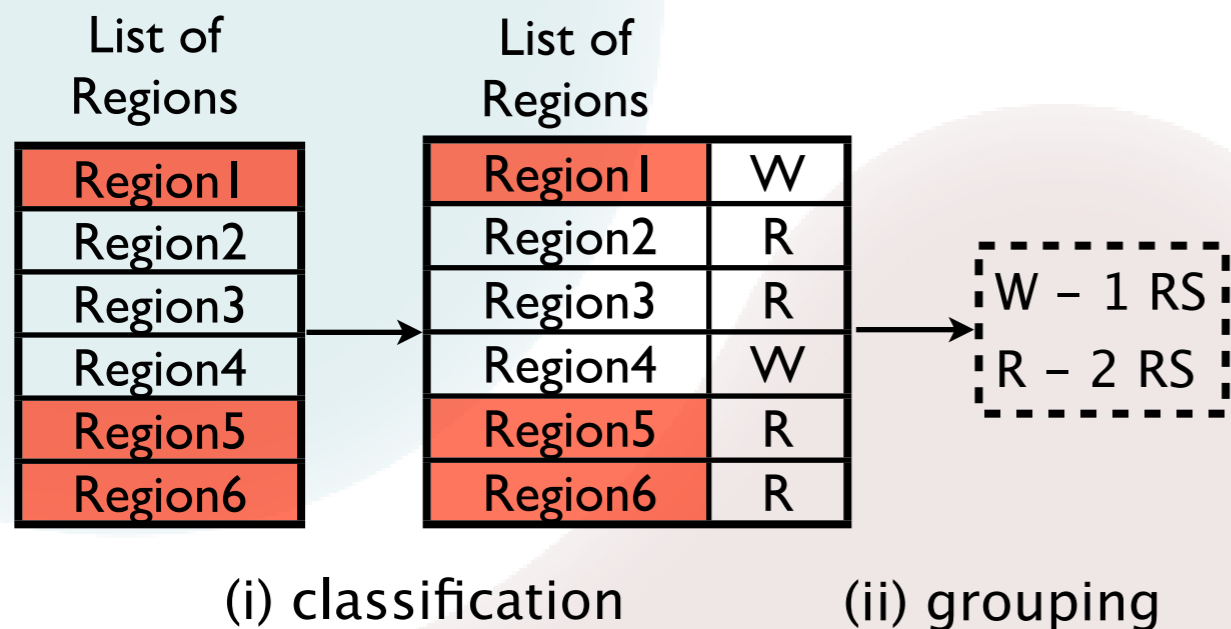 List of
Regions
Region1
Region2
Region3
Region4
Region5
Region6
List of
Regions
Region1 W
Region2 R
Region3 R
Region4 W
Region5 R
Region6 R
W – 1 RS
R – 2 RS
(i) classification
(ii) grouping